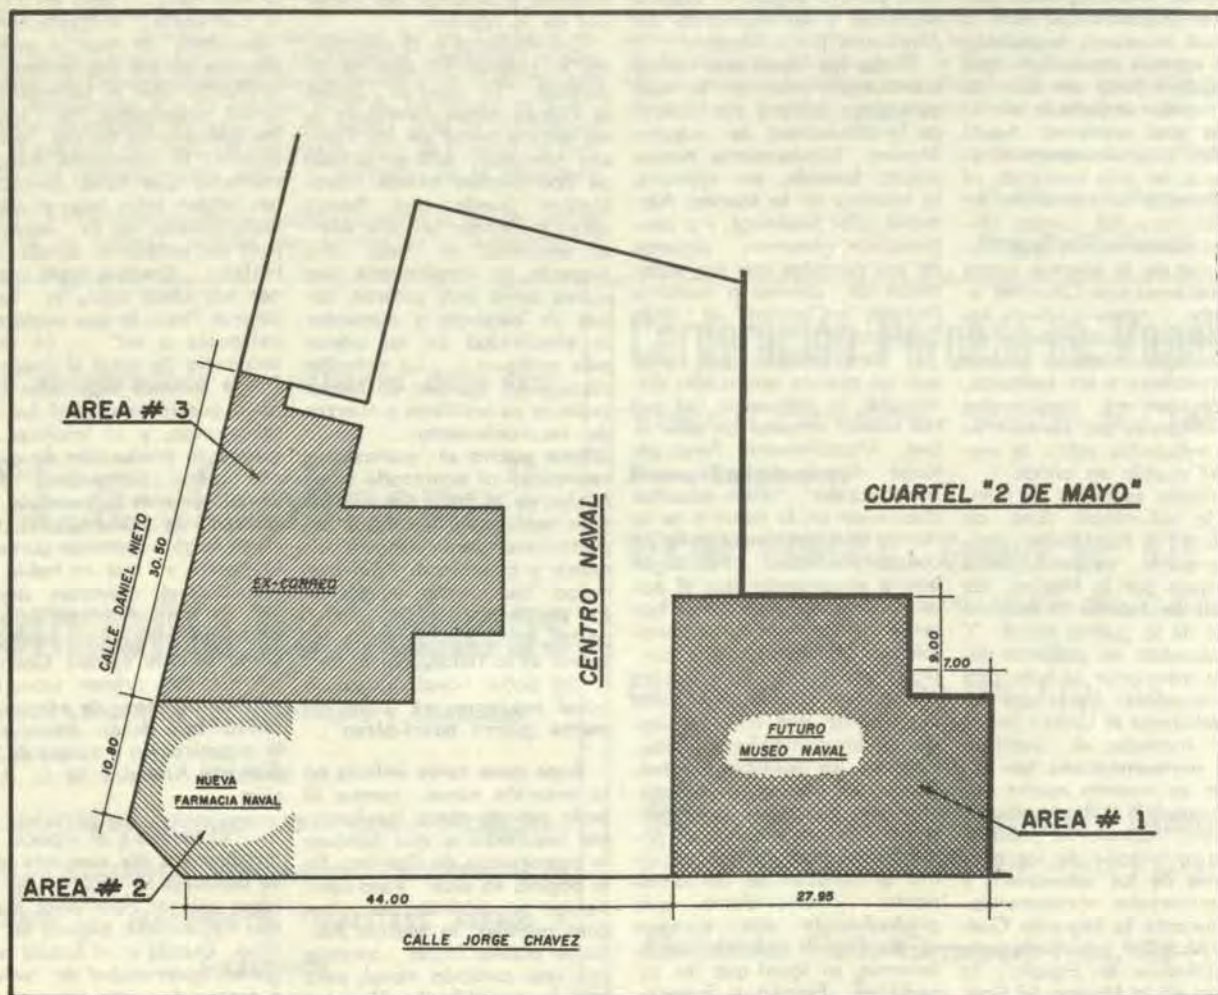 AREA # 3
CUARTEL "2 DE MAYO"
CALLE DANIEL NIETO
30.50
EX-CORREO
CENTRO NAVAL
9.00
7.00
FUTURO
MUSEO NAVAL
10.80
NUEVA
FARMACIA NAVAL
AREA # 1
AREA # 2
44.00
27.95
CALLE JORGE CHAVEZ